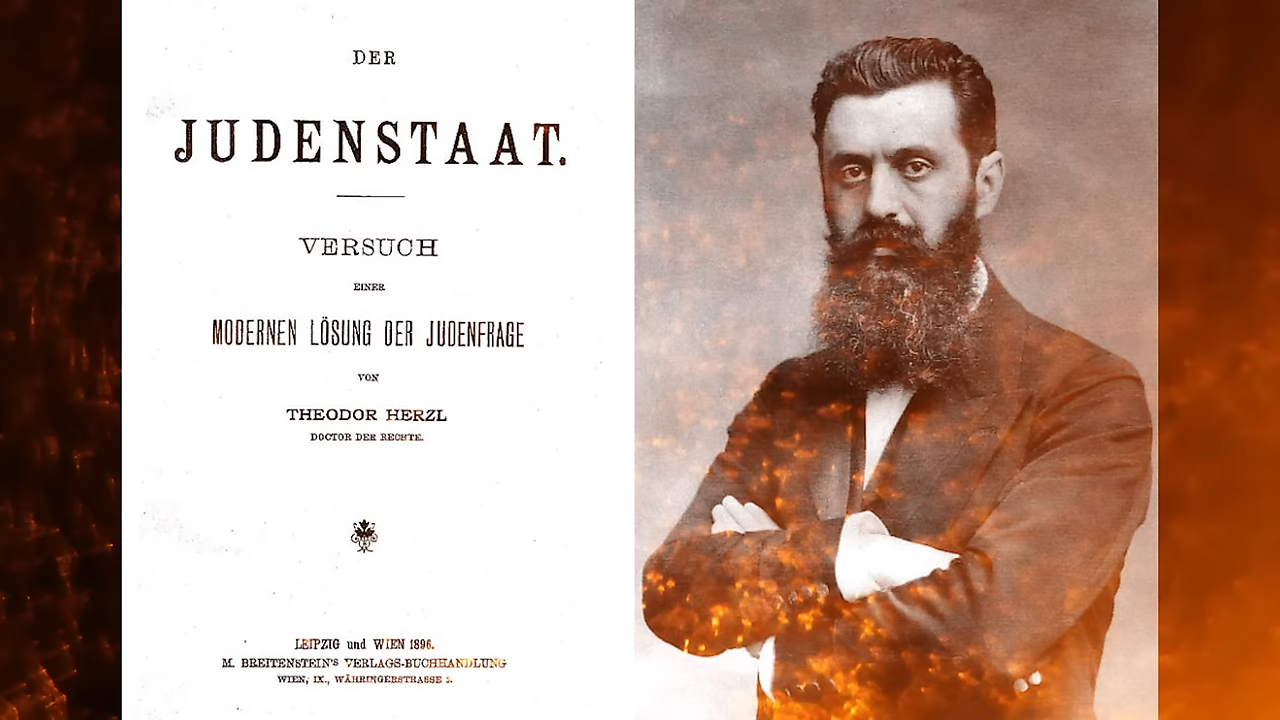 DER
JUDENSTAAT.
VERSUCH
EINER
MODERNEN LÖSUNG DER JUDENFRAGE
VON
THEODOR HERZL
DOCTOR DER RECHTE.
LEIPZIG und WIEN 1896.
M. BREITENSTEIN'S VERLAGS-BUCHHANDLUNG
WIEN, IX., WÄHRINGERSTRASSE 5.